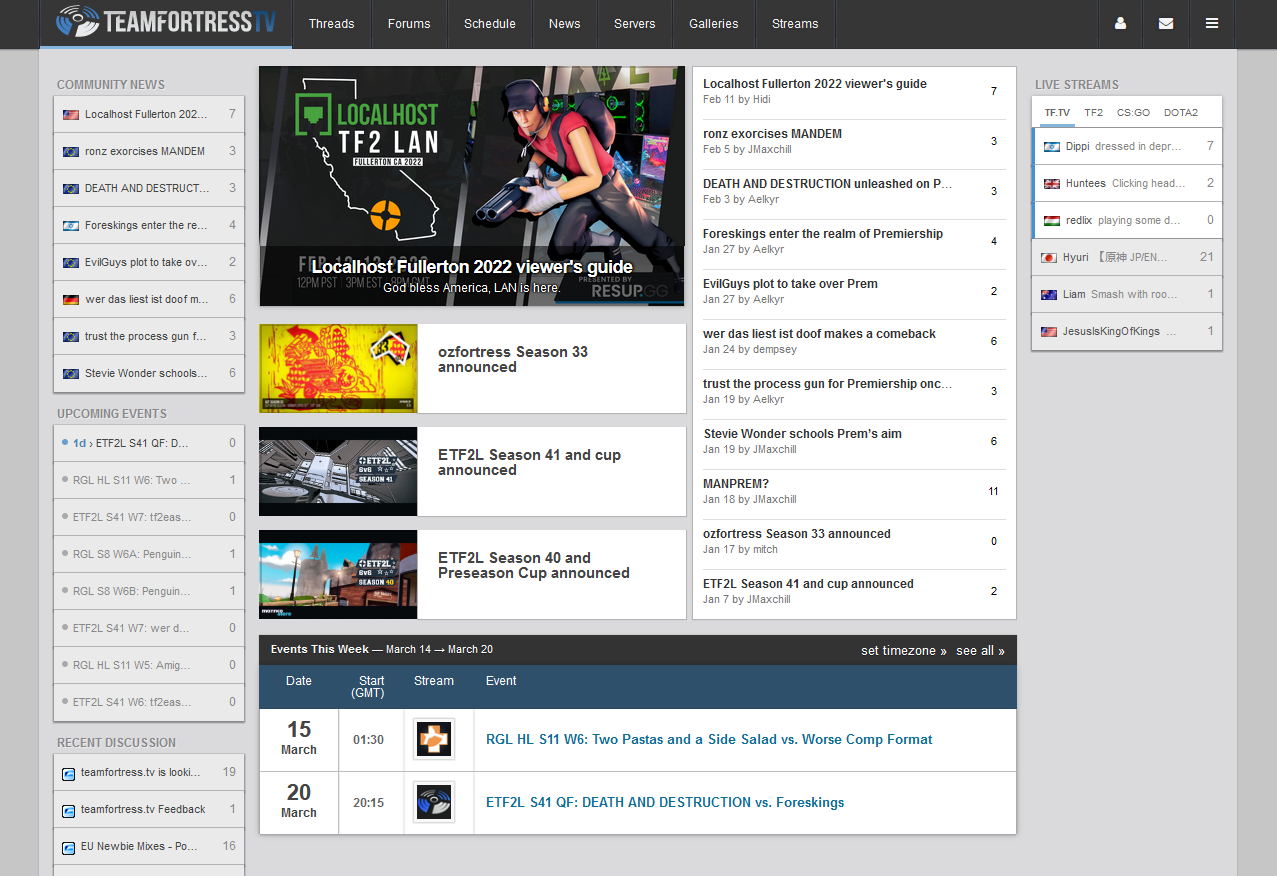 TEAMFORTRESSTV
Threads
Forums
Schedule
News
Servers
Galleries
Streams
COMMUNITY NEWS
Localhost Fullerton 202... 7
ronz exorcises MANDEM 3
DEATH AND DESTRUCT... 3
Foreskings enter the re... 4
EvilGuys plot to take ov... 2
wer das liest ist doof m... 6
trust the process gun f... 3
Stevie Wonder schools... 6
UPCOMING EVENTS
1d › ETF2L S41 QF: D... 0
RGL HL S11 W6: Two ... 1
ETF2L S41 W7: tf2eas... 0
RGL S8 W6A: Penguin... 1
RGL S8 W6B: Penguin... 1
ETF2L S41 W7: wer d... 0
RGL HL S11 W5: Amig... 0
ETF2L S41 W6: tf2eas... 0
RECENT DISCUSSION
teamfortress.tv is looki... 19
teamfortress.tv Feedback 1
EU Newbie Mixes - Po... 16
LOCALHOST
TF2 LAN
FULLERTON CA 2022
Localhost Fullerton 2022 viewer's guide
God bless America, LAN is here.
PRESENTED BY
RESUP.GG
ozfortress Season 33
announced
ETF2L
6v6
SEASON 41
ETF2L Season 41 and cup
announced
ETF2L
6v6
SEASON 40
ETF2L Season 40 and
Preseason Cup announced
Localhost Fullerton 2022 viewer's guide
Feb 11 by Hidi
7
ronz exorcises MANDEM
Feb 5 by JMaxchill
3
DEATH AND DESTRUCTION unleashed on P...
Feb 3 by Aelkyr
3
Foreskings enter the realm of Premiership
Jan 27 by Aelkyr
4
EvilGuys plot to take over Prem
Jan 27 by Aelkyr
2
wer das liest ist doof makes a comeback
Jan 24 by dempsey
6
trust the process gun for Premiership onc...
Jan 19 by Aelkyr
3
Stevie Wonder schools Prem's aim
Jan 19 by JMaxchill
6
MANPREM?
Jan 18 by JMaxchill
11
ozfortress Season 33 announced
Jan 17 by mitch
0
ETF2L Season 41 and cup announced
Jan 7 by JMaxchill
2
Events This Week — March 14 → March 20
set timezone »
see all »
Date
Start
(GMT)
Stream
Event
15
March
01:30
RGL HL S11 W6: Two Pastas and a Side Salad vs. Worse Comp Format
20
March
20:15
ETF2L S41 QF: DEATH AND DESTRUCTION vs. Foreskings
LIVE STREAMS
TF.TV
TF2
CS:GO
DOTA2
Dippi dressed in depr... 7
Huntees Clicking head... 2
redlix playing some d... 0
Hyuri 【原神 JP/EN... 21
Liam Smash with roo... 1
JesusIsKingOfKings ... 1